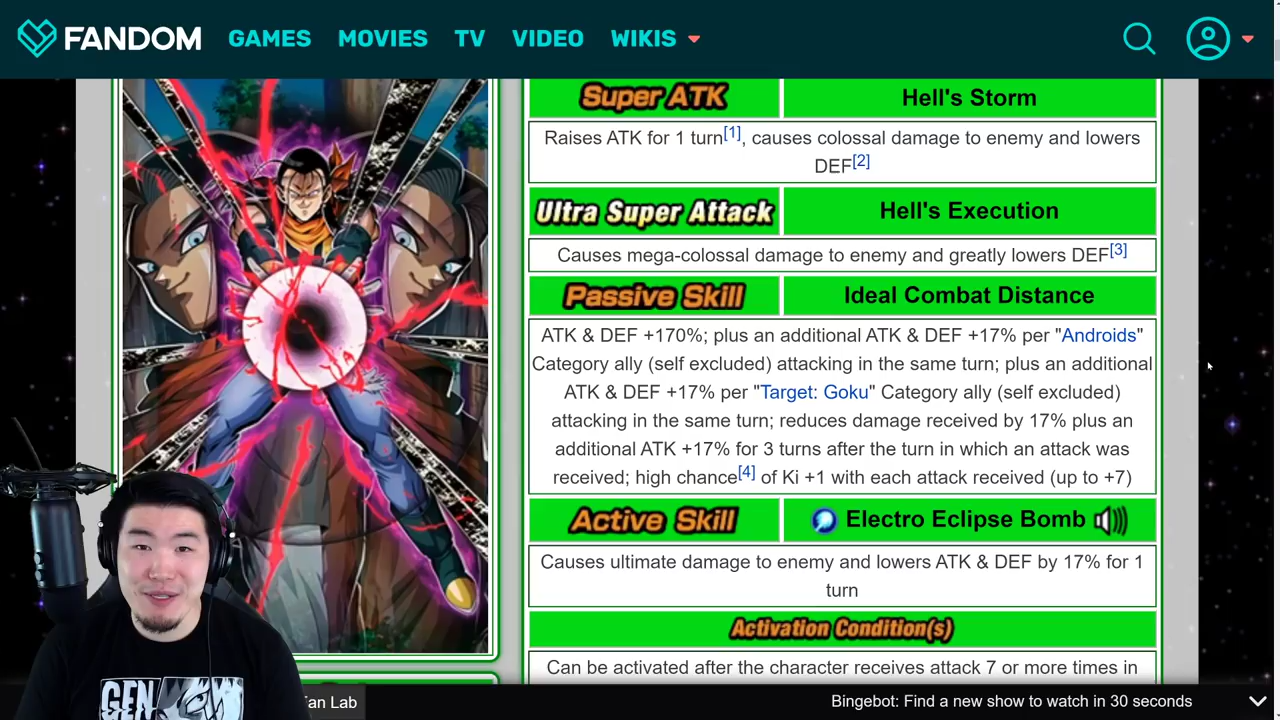 FANDOM GAMES MOVIES TV VIDEO WIKIS
Super ATK Hell's Storm
Raises ATK for 1 turn[1], causes colossal damage to enemy and lowers
DEF[2]
Ultra Super Attack Hell's Execution
Causes mega-colossal damage to enemy and greatly lowers DEF[3]
Passive Skill Ideal Combat Distance
ATK & DEF +170%; plus an additional ATK & DEF +17% per "Androids"
Category ally (self excluded) attacking in the same turn; plus an additional
ATK & DEF +17% per "Target: Goku" Category ally (self excluded)
attacking in the same turn; reduces damage received by 17% plus an
additional ATK +17% for 3 turns after the turn in which an attack was
received; high chance[4] of Ki +1 with each attack received (up to +7)
Active Skill Electro Eclipse Bomb
Causes ultimate damage to enemy and lowers ATK & DEF by 17% for 1
turn
Activation Condition(s)
Can be activated after the character receives attack 7 or more times in
GEN
Fan Lab
Bingebot: Find a new show to watch in 30 seconds